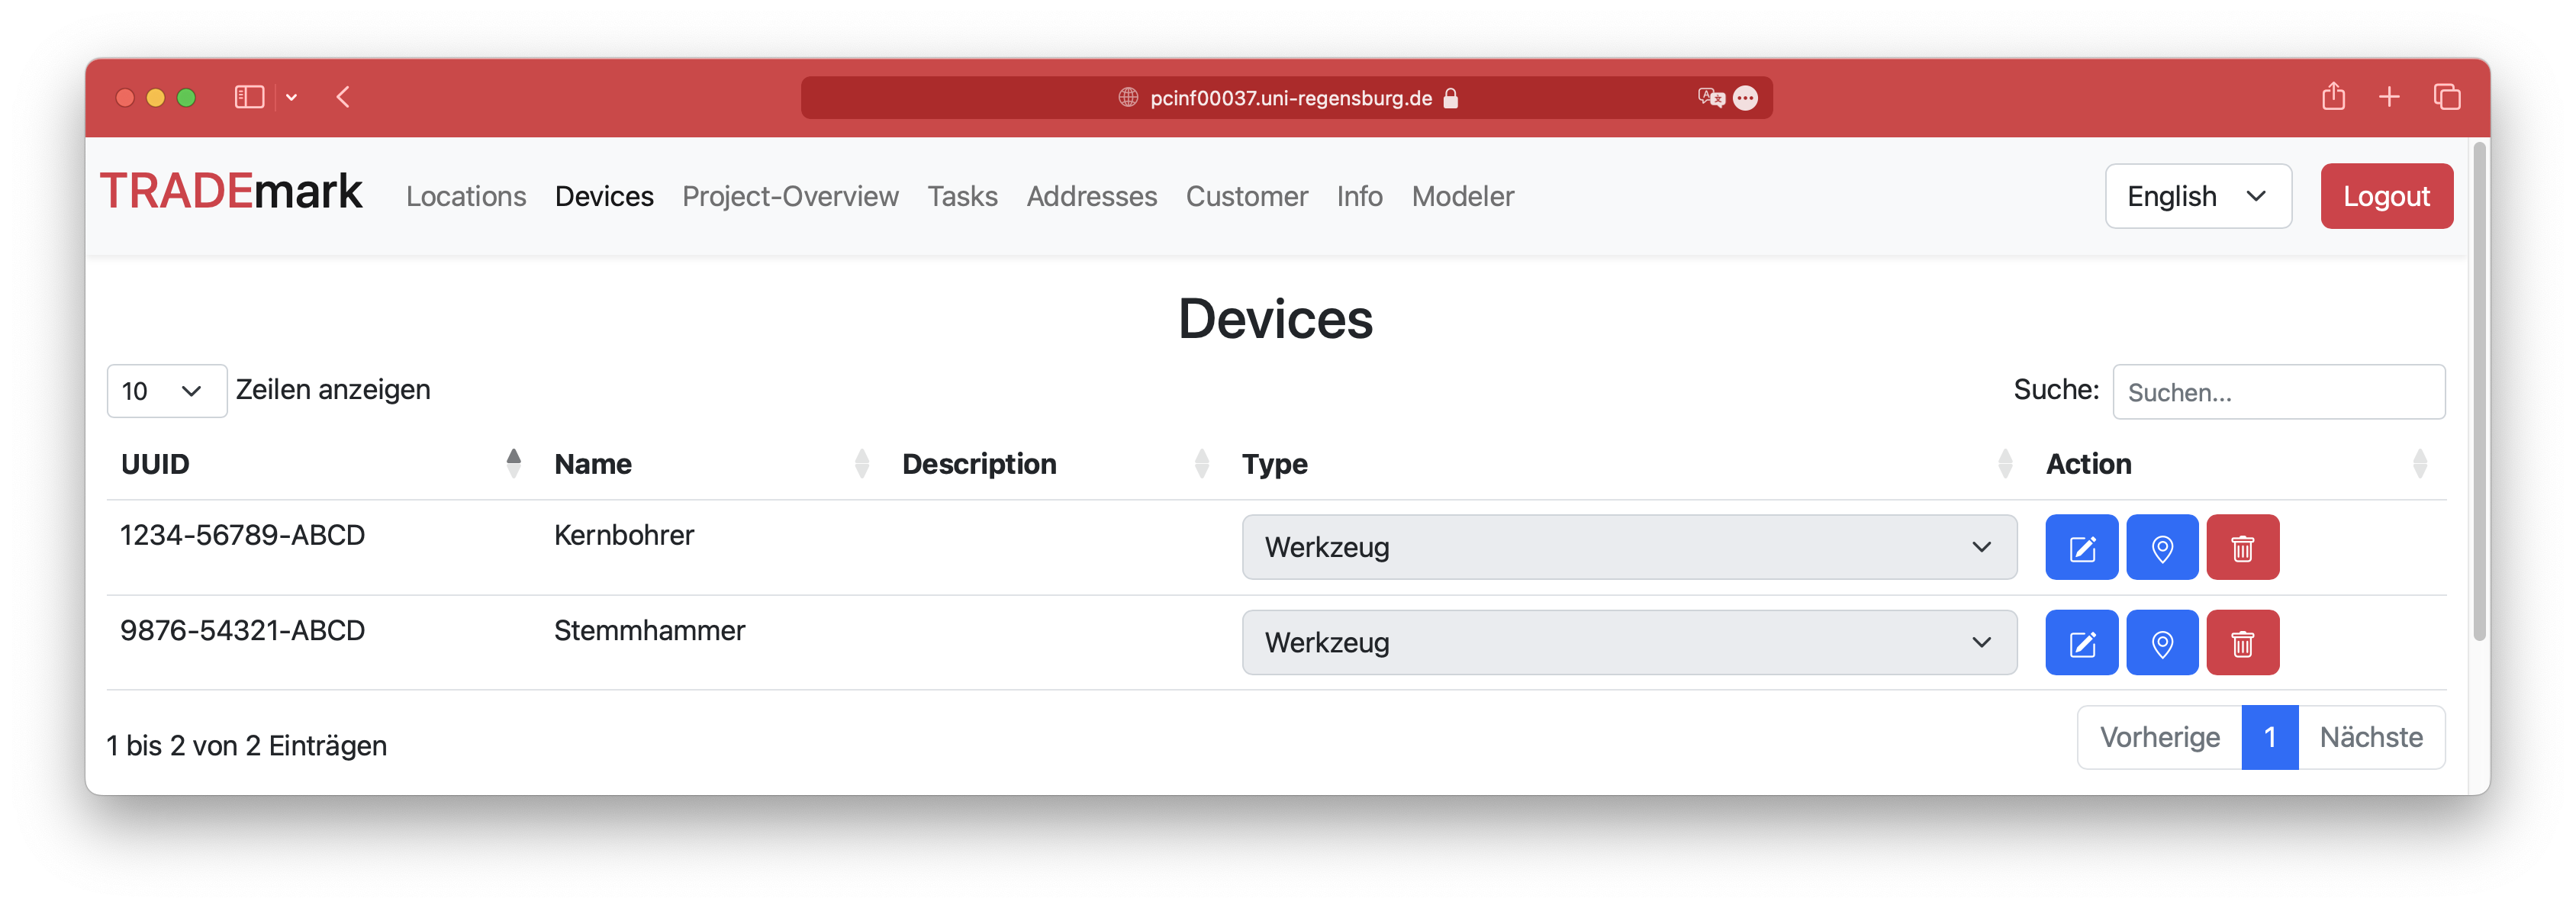 pcinf00037.uni-regensburg.de
TRADEmark Locations Devices Project-Overview Tasks Addresses Customer Info Modeler English Logout
Devices
10 Zeilen anzeigen Suche: Suchen...
UUID Name Description Type Action
1234-56789-ABCD Kernbohrer Werkzeug
9876-54321-ABCD Stemmhammer Werkzeug
1 bis 2 von 2 Einträgen Vorherige 1 Nächste